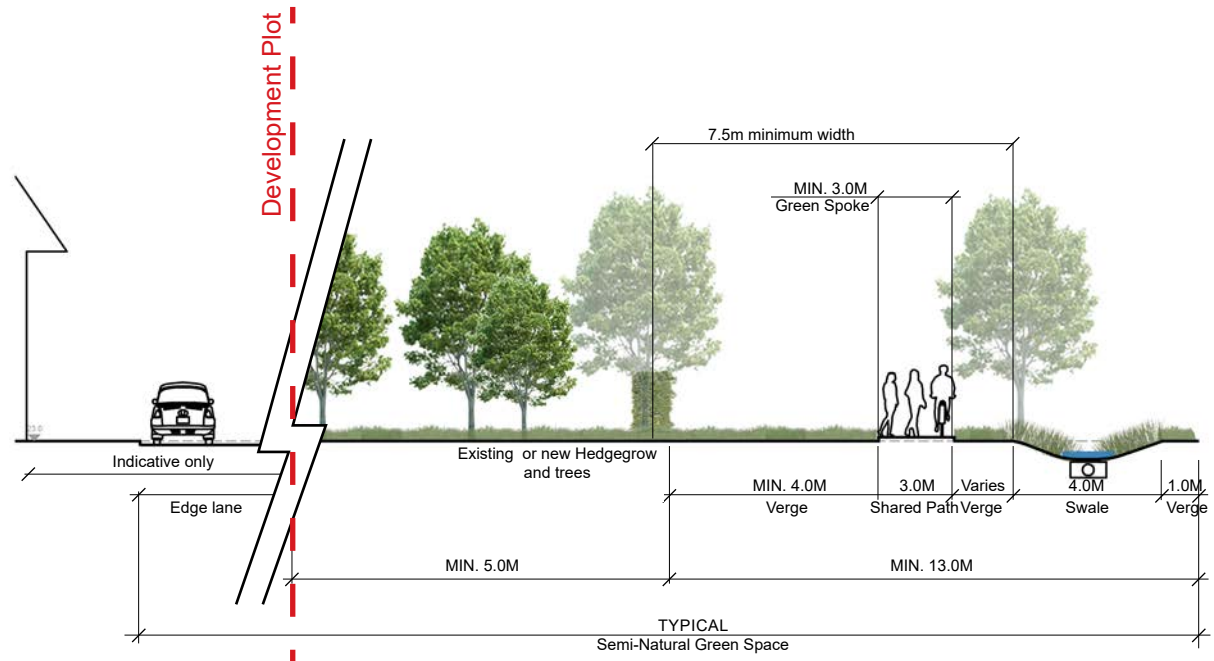 Development Plot
7.5m minimum width
MIN. 3.0M
Green Spoke
23.0
Indicative only
Existing or new Hedgegrow
and trees
Edge lane
MIN. 4.0M
Verge
3.0M
Shared Path
Varies
Verge
4.0M
Swale
1.0M
Verge
MIN. 5.0M
MIN. 13.0M
TYPICAL
Semi-Natural Green Space